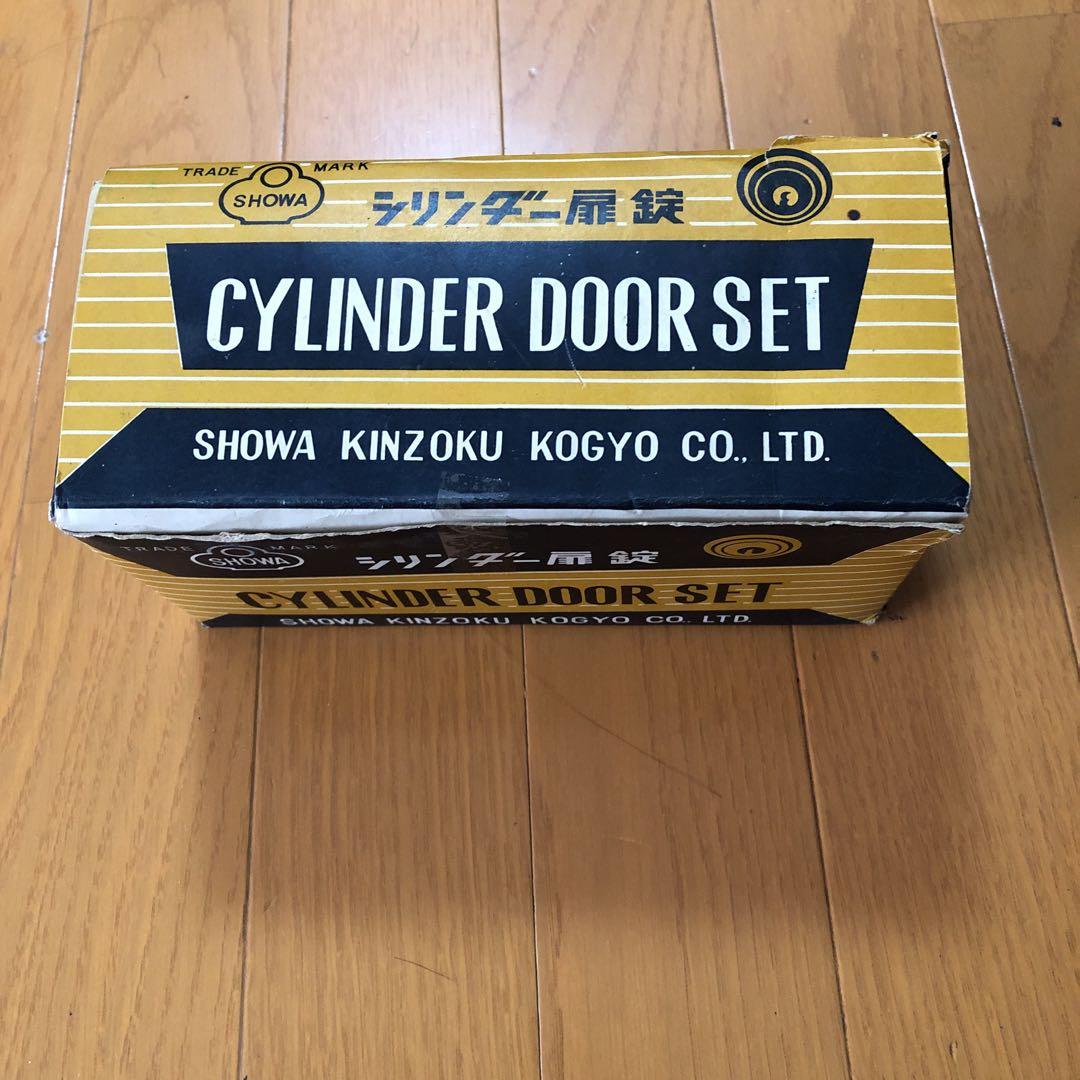 TRADE MARK
SHOWA
シリンダー扉錠
CYLINDER DOOR SET
SHOWA KINZOKU KOGYO CO., LTD.
TRADE MARK
SHOWA
シリンダー扉錠
CYLINDER DOOR SET
SHOWA KINZOKU KOGYO CO., LTD.